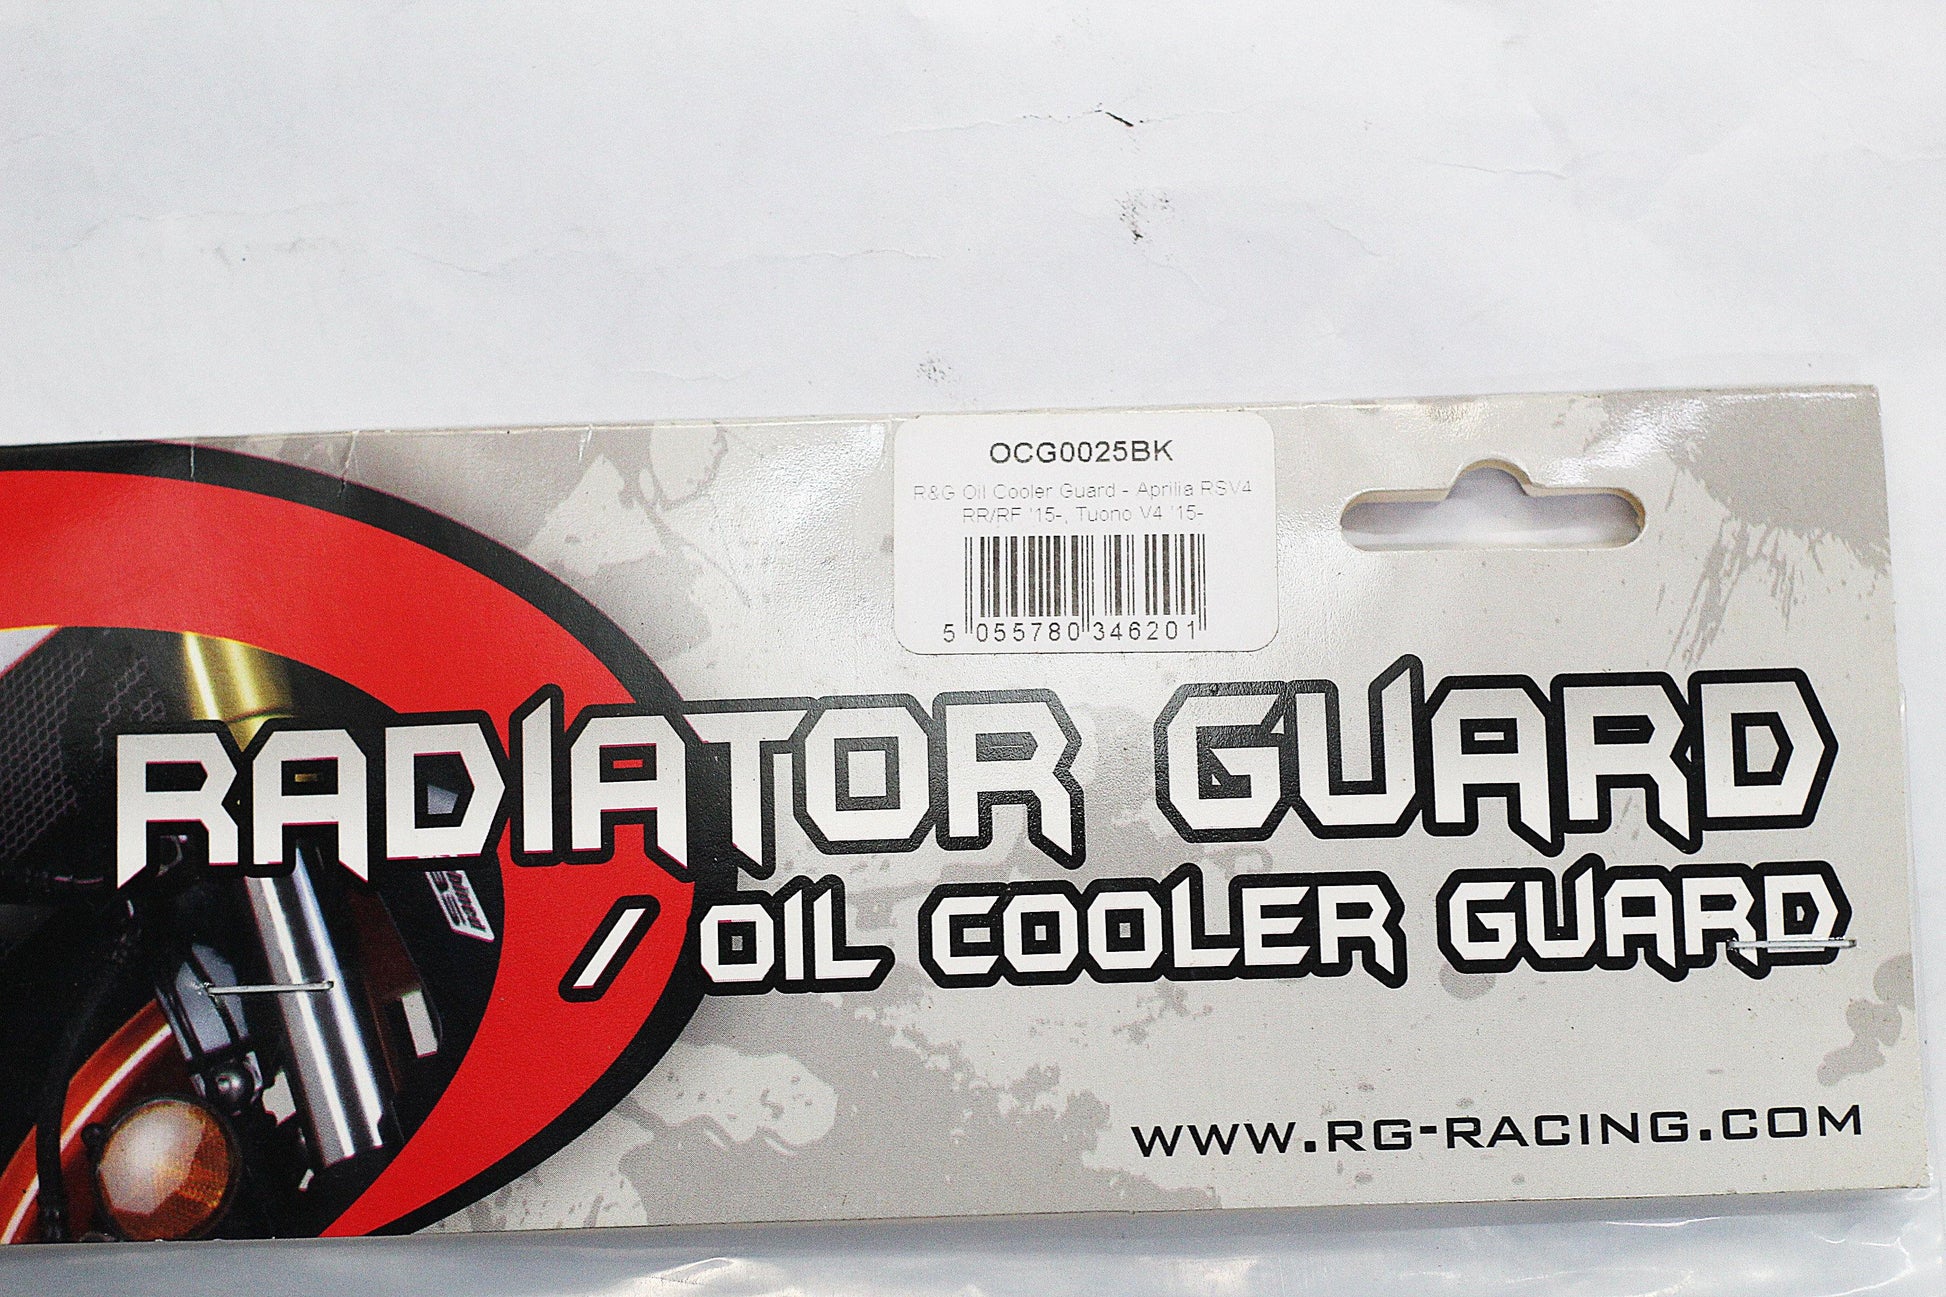 OCG0025BK
R&G Oil Cooler Guard - Aprilia RSV4
RR/RF '15-, Tuono V4 '15-
5 055780 346201
RADIATOR GUARD
/ OIL COOLER GUARD
WWW.RG-RACING.COM